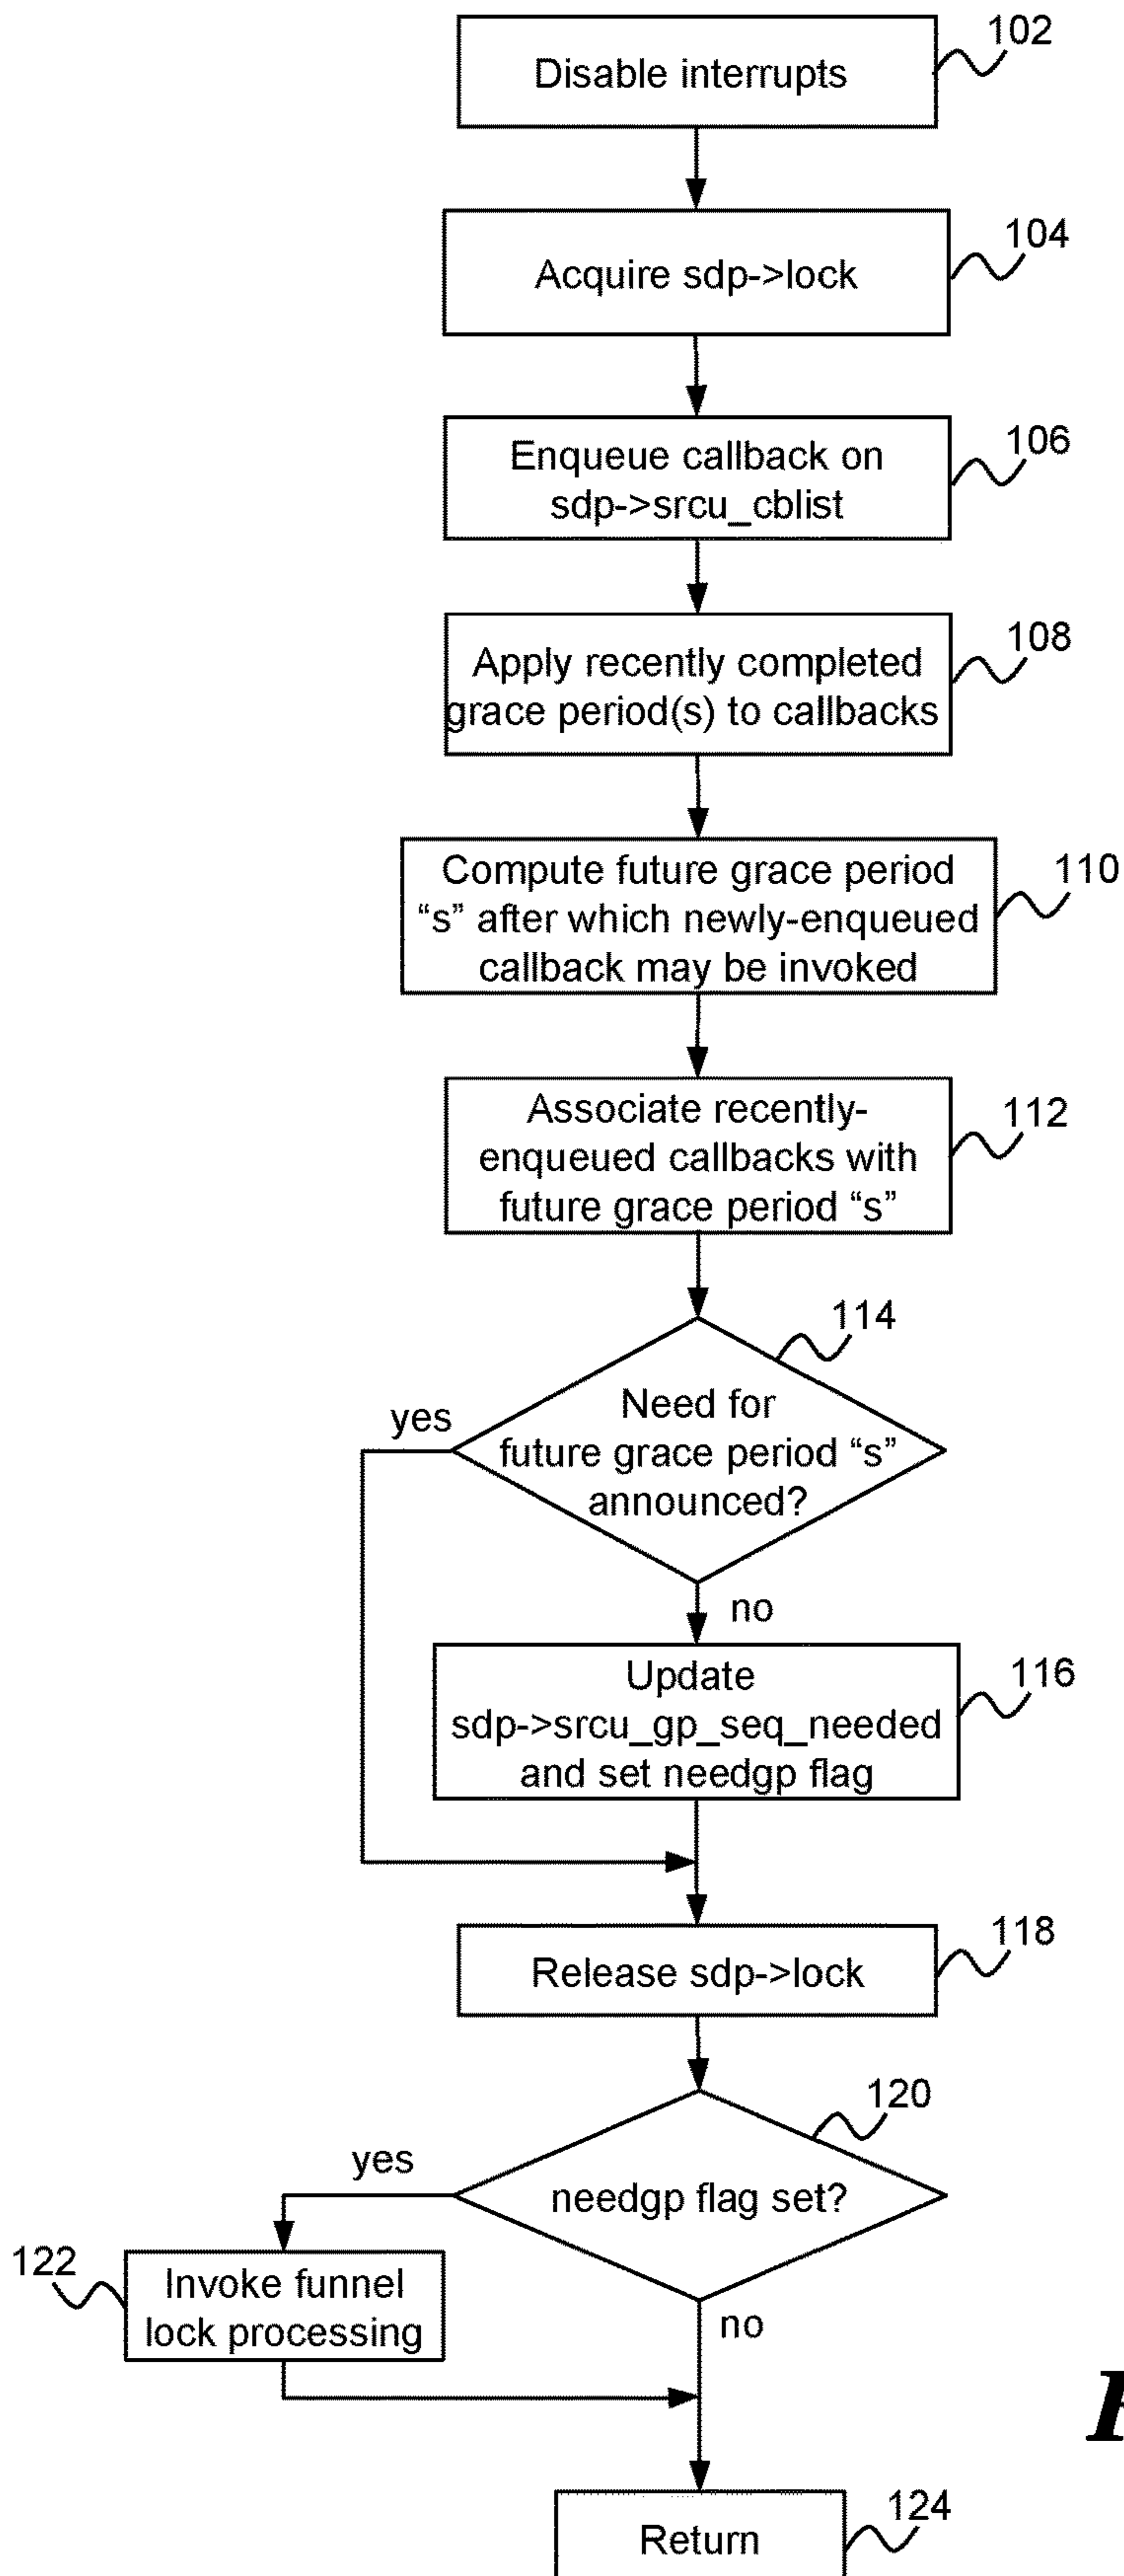 102
Disable interrupts
104
Acquire sdp->lock
106
Enqueue callback on
sdp->srcu_cblist
108
Apply recently completed
grace period(s) to callbacks
110
Compute future grace period
“s” after which newly-enqueued
callback may be invoked
112
Associate recently-
enqueued callbacks with
future grace period “s”
114
Need for
future grace period “s”
announced?
yes
no
116
Update
sdp->srcu_gp_seq_needed
and set needgp flag
118
Release sdp->lock
120
needgp flag set?
yes
no
122
Invoke funnel
lock processing
124
Return